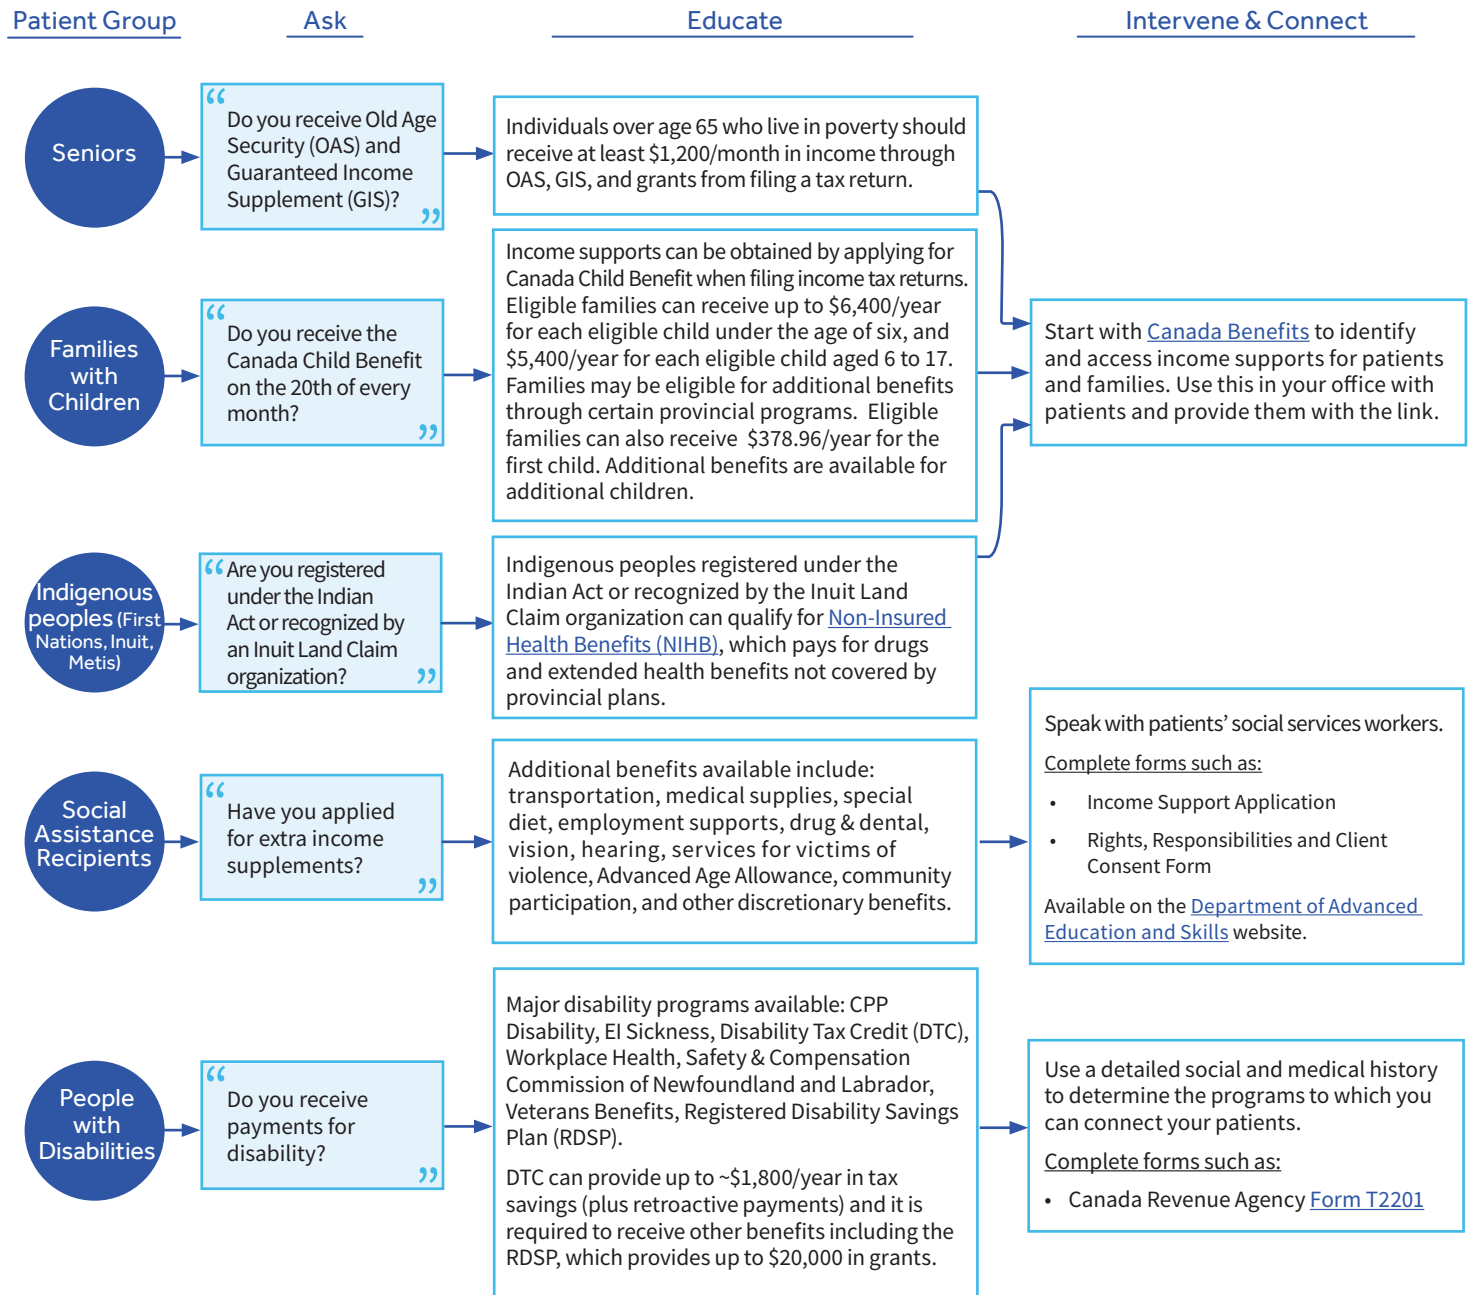 Patient Group
Ask
Educate
Intervene & Connect
Seniors
“
Do you receive Old Age
Security (OAS) and
Guaranteed Income
Supplement (GIS)?
”
Individuals over age 65 who live in poverty should
receive at least $1,200/month in income through
OAS, GIS, and grants from filing a tax return.
Families
with
Children
“
Do you receive the
Canada Child Benefit
on the 20th of every
month?
”
Income supports can be obtained by applying for
Canada Child Benefit when filing income tax returns.
Eligible families can receive up to $6,400/year
for each eligible child under the age of six, and
$5,400/year for each eligible child aged 6 to 17.
Families may be eligible for additional benefits
through certain provincial programs. Eligible
families can also receive $378.96/year for the
first child. Additional benefits are available for
additional children.
Start with Canada Benefits to identify
and access income supports for patients
and families. Use this in your office with
patients and provide them with the link.
Indigenous
peoples (First
Nations, Inuit,
Metis)
“ Are you registered
under the Indian
Act or recognized by
an Inuit Land Claim
organization? ”
Indigenous peoples registered under the
Indian Act or recognized by the Inuit Land
Claim organization can qualify for Non-Insured
Health Benefits (NIHB), which pays for drugs
and extended health benefits not covered by
provincial plans.
Social
Assistance
Recipients
“
Have you applied
for extra income
supplements?
”
Additional benefits available include:
transportation, medical supplies, special
diet, employment supports, drug & dental,
vision, hearing, services for victims of
violence, Advanced Age Allowance, community
participation, and other discretionary benefits.
Speak with patients’ social services workers.
Complete forms such as:
• Income Support Application
• Rights, Responsibilities and Client
Consent Form
Available on the Department of Advanced
Education and Skills website.
People
with
Disabilities
“
Do you receive
payments for
disability?
”
Major disability programs available: CPP
Disability, EI Sickness, Disability Tax Credit (DTC),
Workplace Health, Safety & Compensation
Commission of Newfoundland and Labrador,
Veterans Benefits, Registered Disability Savings
Plan (RDSP).
DTC can provide up to ~$1,800/year in tax
savings (plus retroactive payments) and it is
required to receive other benefits including the
RDSP, which provides up to $20,000 in grants.
Use a detailed social and medical history
to determine the programs to which you
can connect your patients.
Complete forms such as:
• Canada Revenue Agency Form T2201